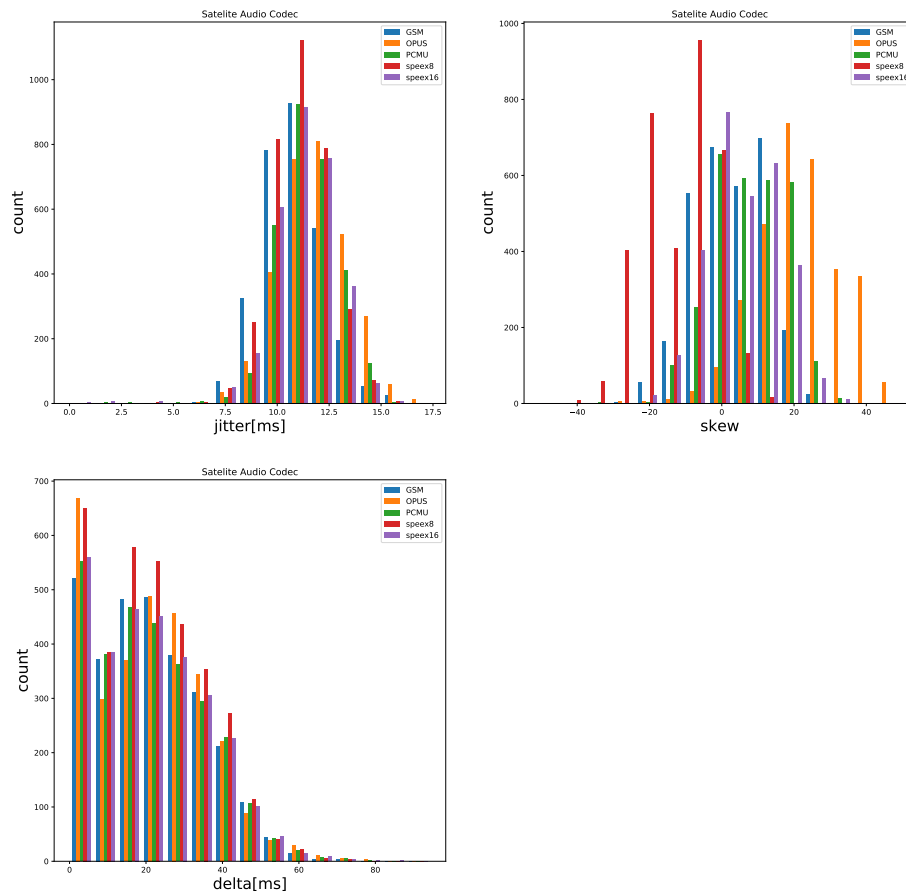 Satelite Audio Codec
GSM
OPUS
PCMU
speex8
speex16
1000
800
600
400
200
0
count
0.0 2.5 5.0 7.5 10.0 12.5 15.0 17.5
jitter[ms]
Satelite Audio Codec
GSM
OPUS
PCMU
speex8
speex16
1000
800
600
400
200
0
count
−40 −20 0 20 40
skew
Satelite Audio Codec
GSM
OPUS
PCMU
speex8
speex16
700
600
500
400
300
200
100
0
count
0 20 40 60 80
delta[ms]